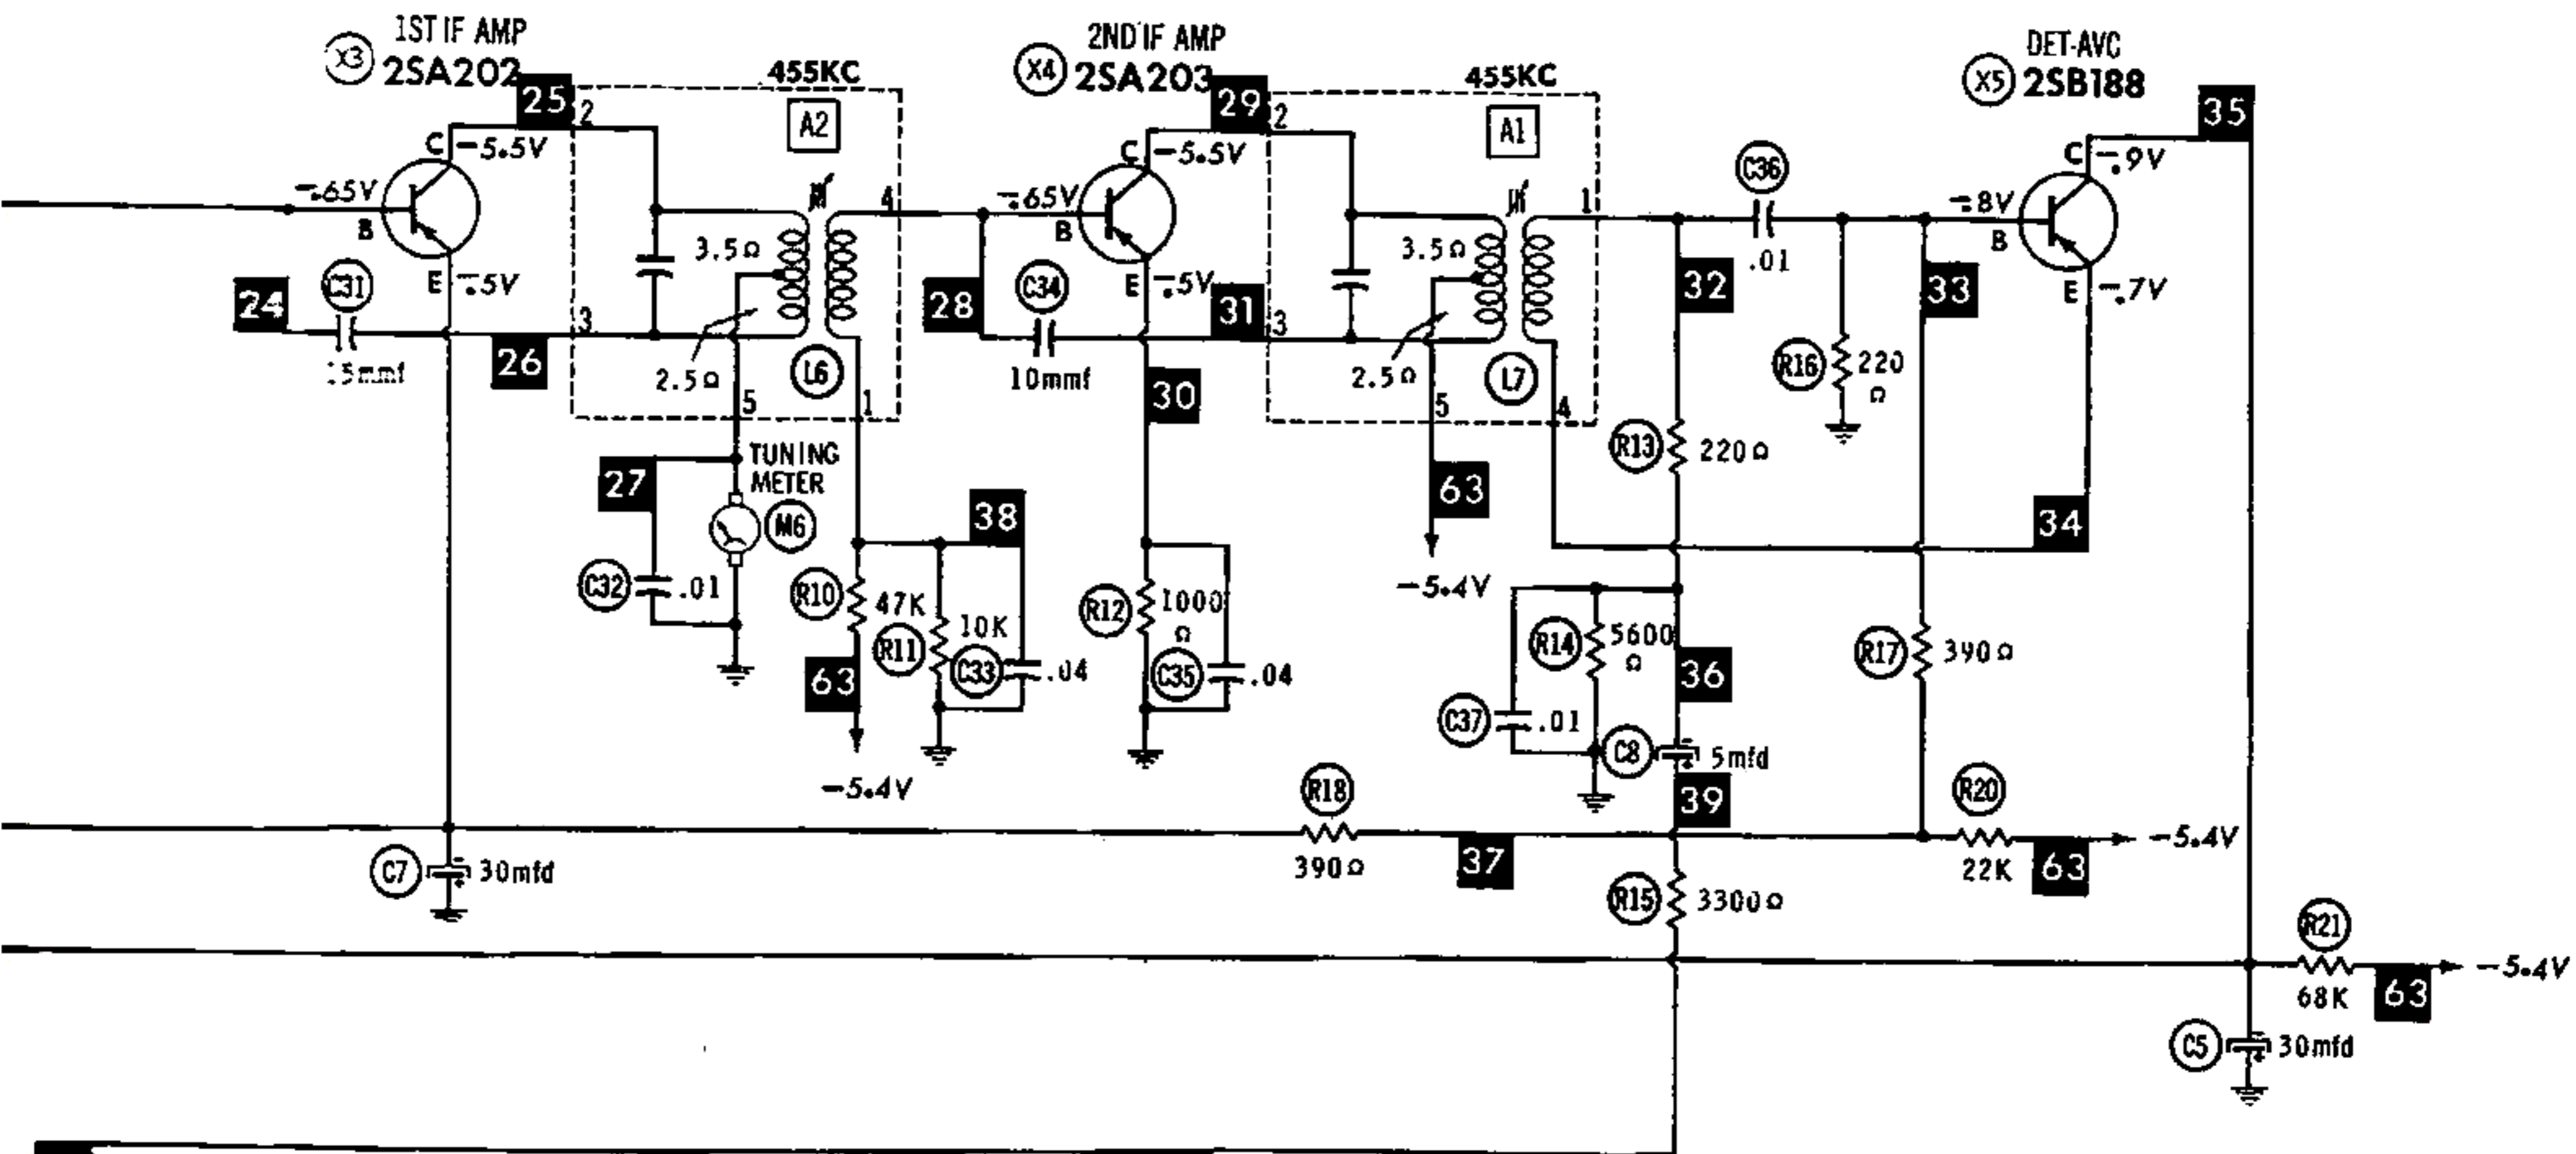 1ST IF AMP
X3 2SA202
25
2
455KC
A2
C -5.5V
-.65V
B
E -.5V
24
C31
15mmf
26
3
3.5Ω
2.5Ω
L6
4
5
1
27
TUNING
METER
M6
C32 .01
R10 47K
63
-5.4V
38
R11 10K
C33 .04
2ND IF AMP
X4 2SA203
29
2
455KC
A1
C -5.5V
-.65V
B
E -.5V
28
C34
10mmf
31
3
30
3.5Ω
2.5Ω
L7
1
5
4
R12 1000
Ω
C35 .04
63
-5.4V
DET-AVC
X5 2SB188
35
C -.9V
-.8V
B
E -.7V
C36
.01
32
33
R16 220
Ω
R13 220Ω
34
R14 5600
Ω
36
C37 .01
C8 5mfd
39
R17 390Ω
R18
390Ω
37
R20
22K
63
-5.4V
C7 30mfd
R15 3300Ω
R21
68K
63
-5.4V
C5 30mfd